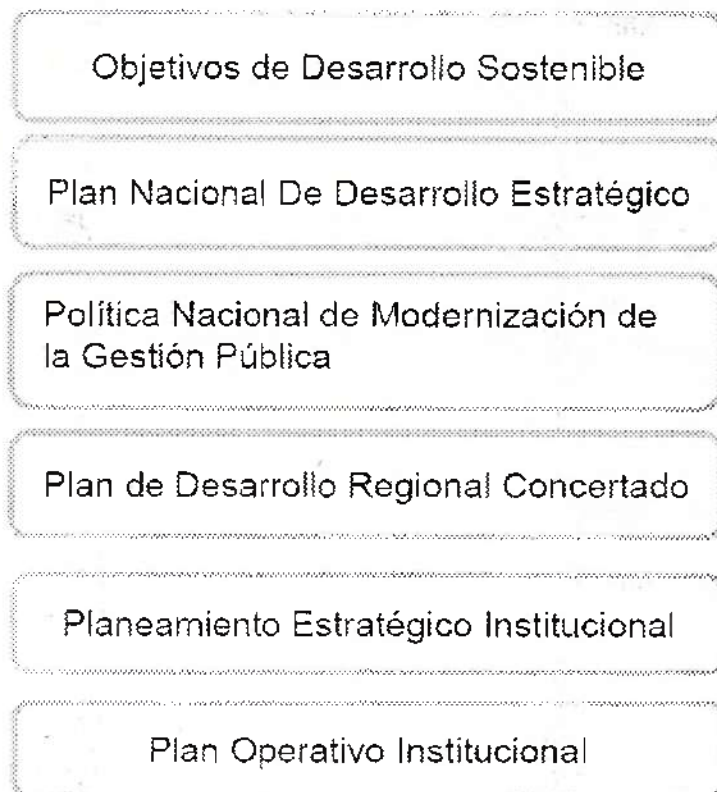 Objetivos de Desarrollo Sostenible
Plan Nacional De Desarrollo Estratégico
Política Nacional de Modernización de
la Gestión Pública
Plan de Desarrollo Regional Concertado
Planeamiento Estratégico Institucional
Plan Operativo Institucional